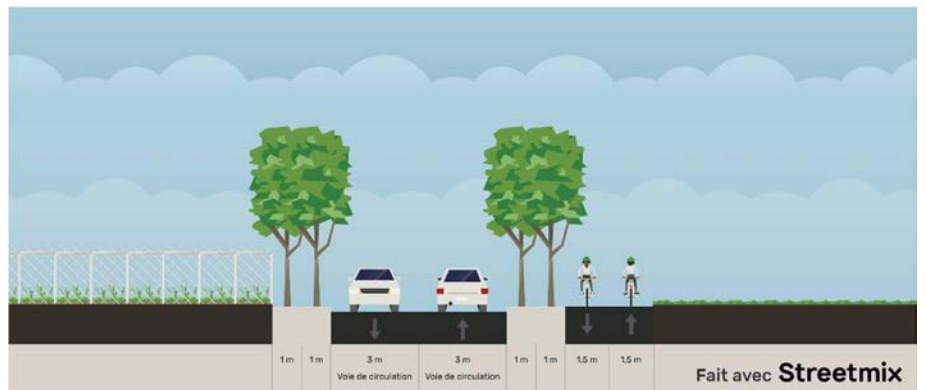 1 m 1 m 3 m 3 m 1 m 1 m 1,5 m 1,5 m
Voie de circulation Voie de circulation
Fait avec Streetmix